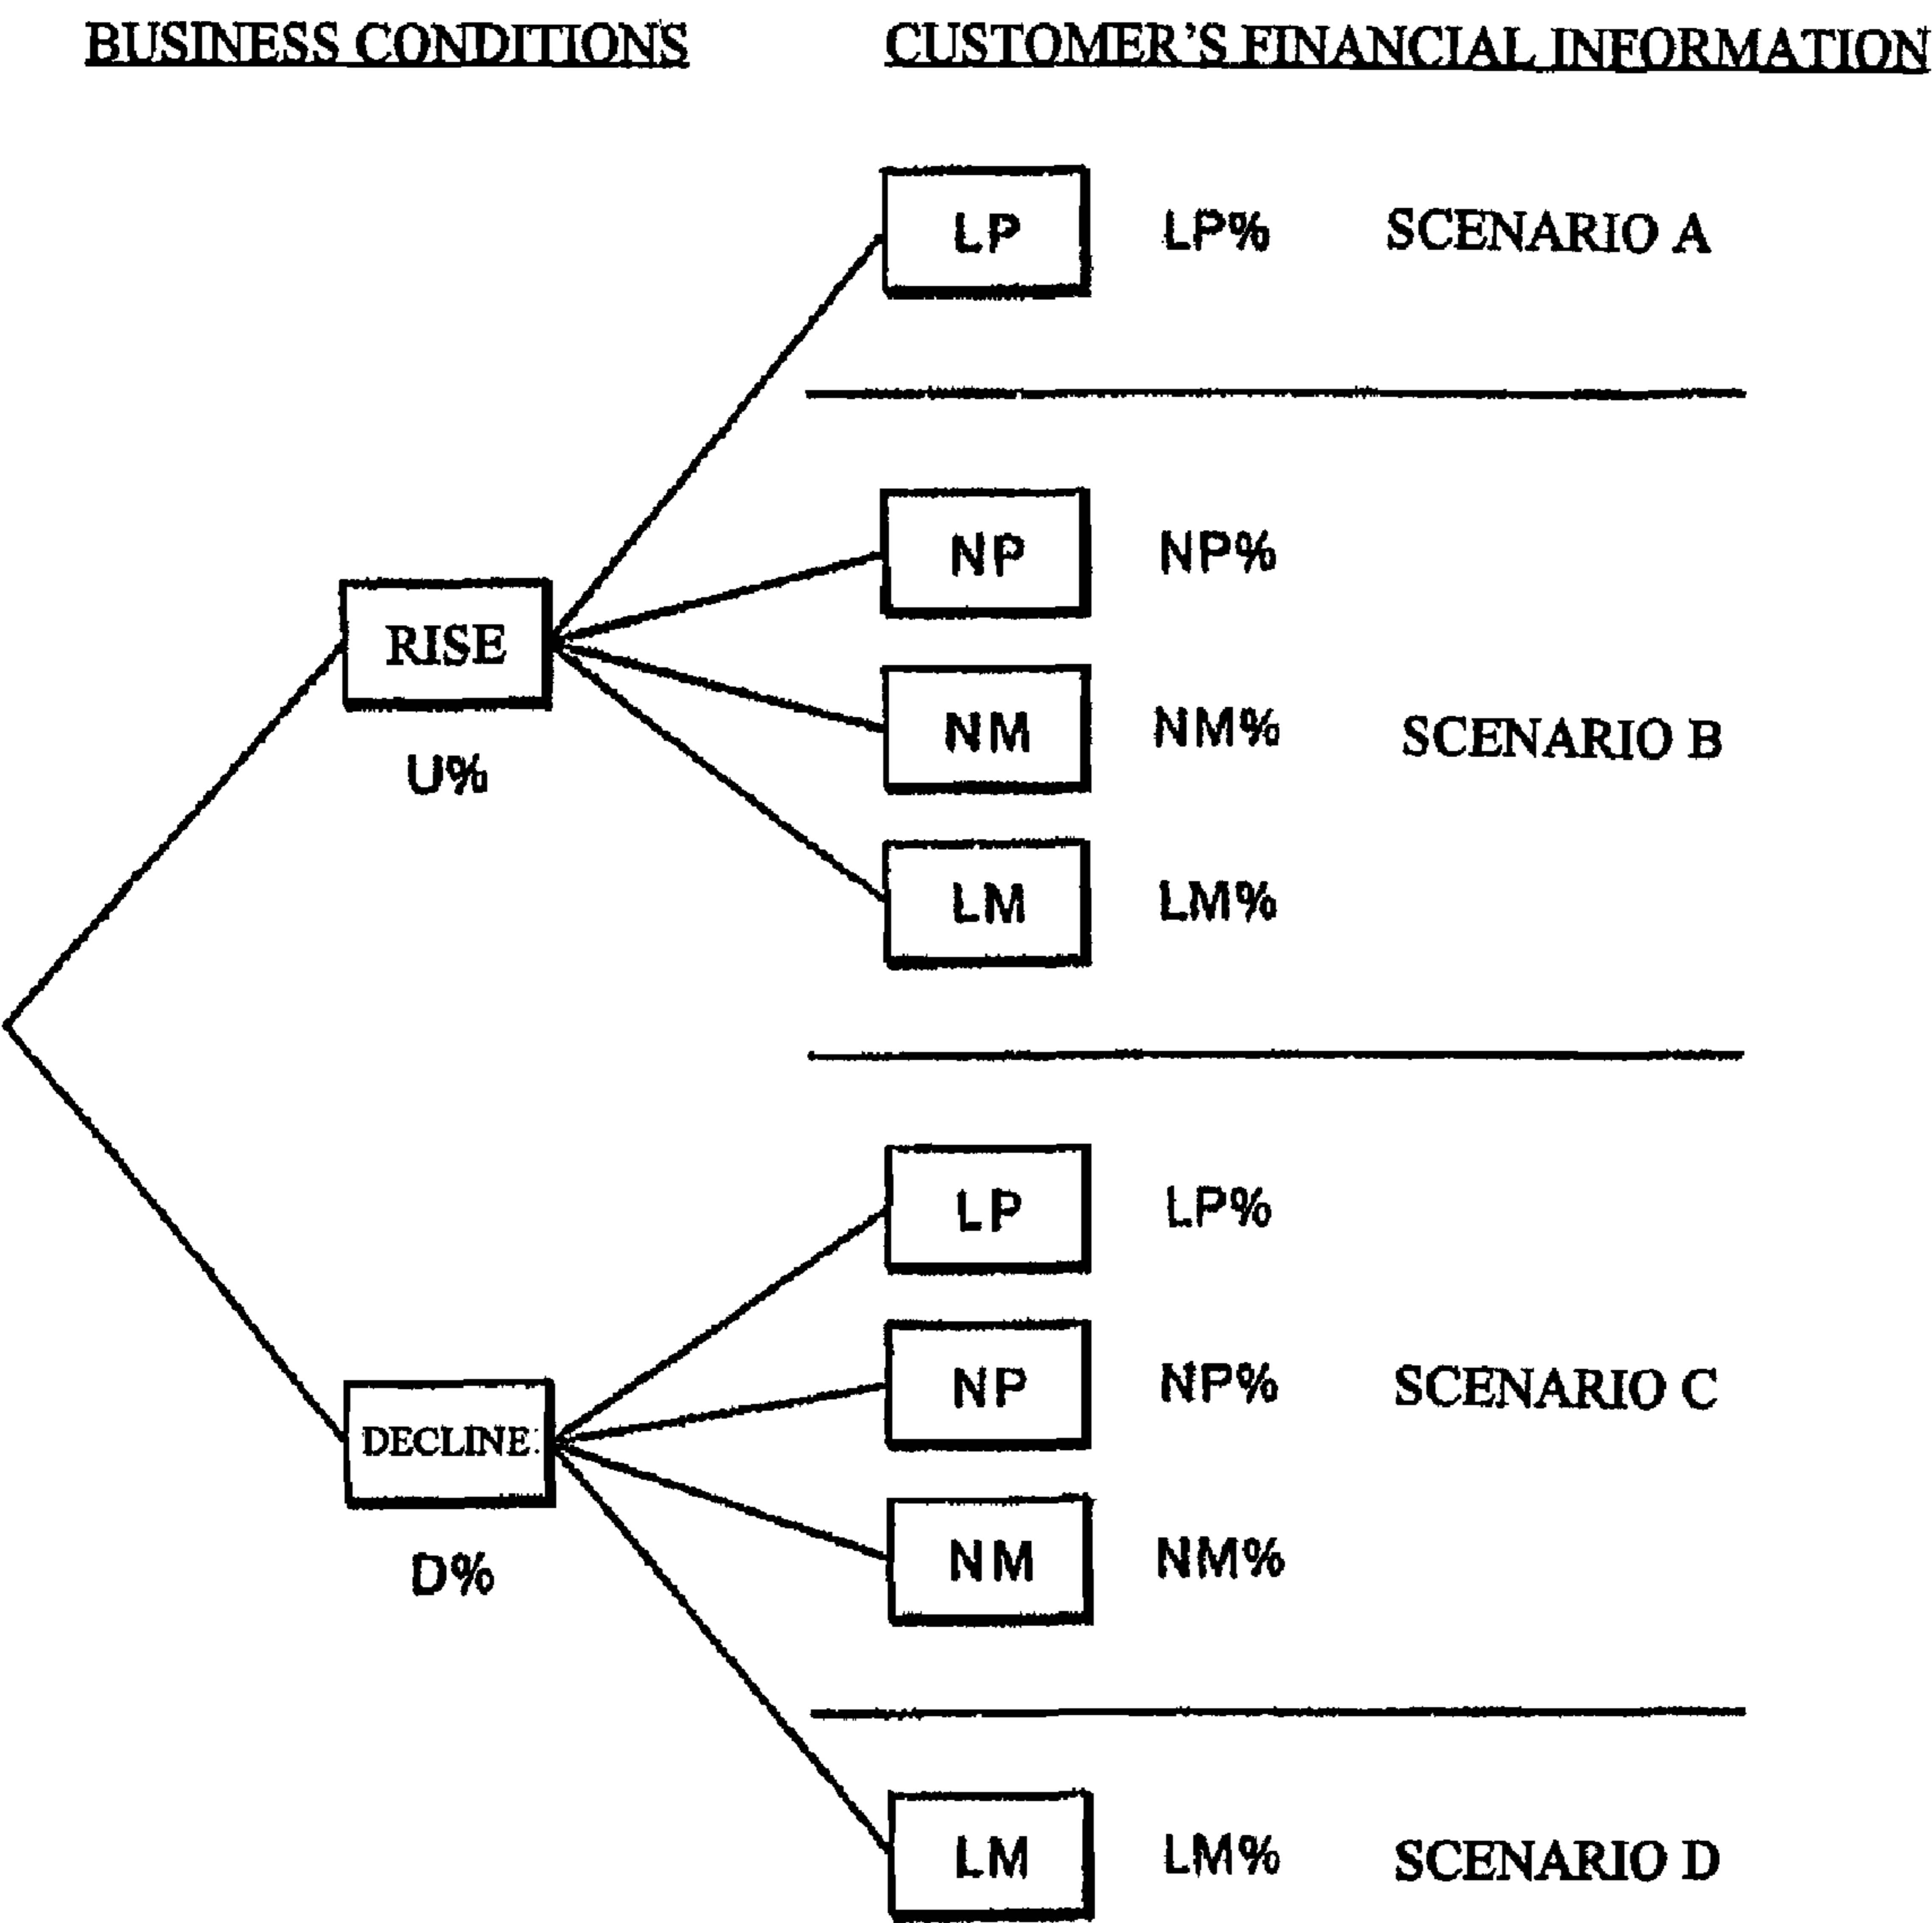 BUSINESS CONDITIONS CUSTOMER'S FINANCIAL INFORMATION
LP LP% SCENARIO A
NP NP%
RISE
NM NM% SCENARIO B
U%
LM LM%
LP LP%
NP NP% SCENARIO C
DECLINE
NM NM%
D%
LM LM% SCENARIO D